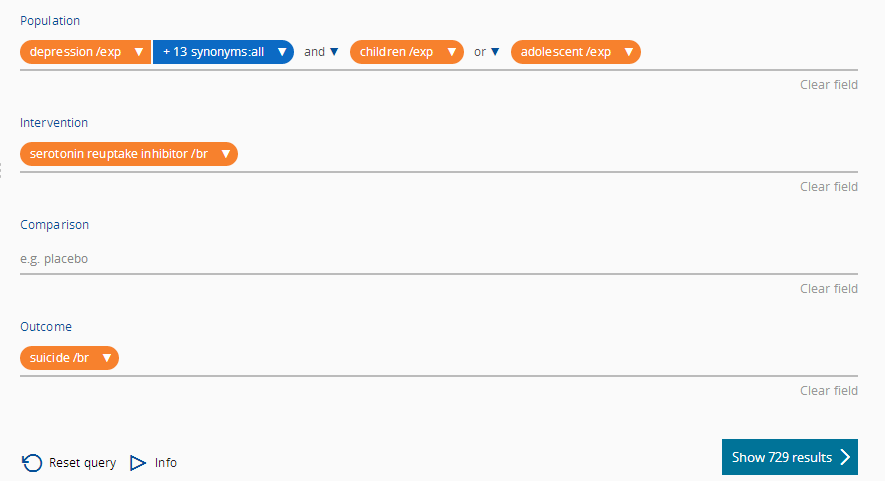 Population
depression /exp + 13 synonyms:all and children /exp or adolescent /exp
Clear field
Intervention
serotonin reuptake inhibitor /br
Clear field
Comparison
e.g. placebo
Clear field
Outcome
suicide /br
Clear field
Reset query Info Show 729 results